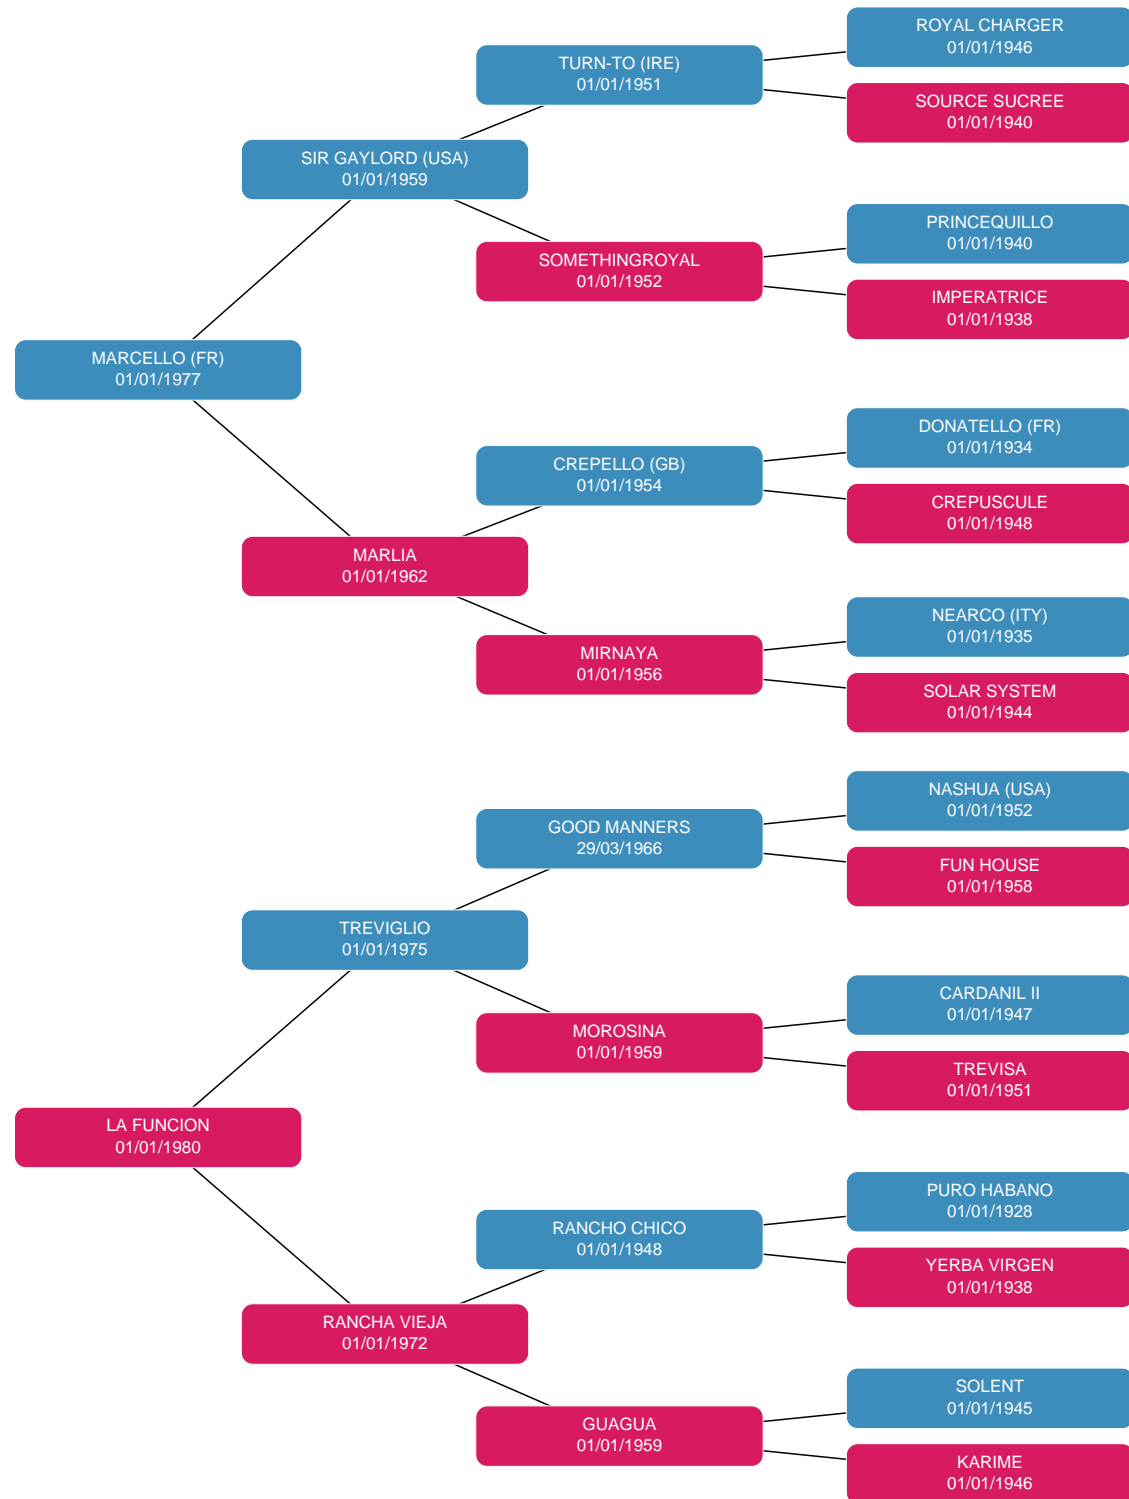 ROYAL CHARGER
01/01/1946
TURN-TO (IRE)
01/01/1951
SOURCE SUCREE
01/01/1940
SIR GAYLORD (USA)
01/01/1959
PRINCEQUILLO
01/01/1940
SOMETHINGROYAL
01/01/1952
IMPERATRICE
01/01/1938
MARCELLO (FR)
01/01/1977
DONATELLO (FR)
01/01/1934
CREPELLO (GB)
01/01/1954
CREPUSCULE
01/01/1948
MARLIA
01/01/1962
NEARCO (ITY)
01/01/1935
MIRNAYA
01/01/1956
SOLAR SYSTEM
01/01/1944
NASHUA (USA)
01/01/1952
GOOD MANNERS
29/03/1966
FUN HOUSE
01/01/1958
TREVIGLIO
01/01/1975
CARDANIL II
01/01/1947
MOROSINA
01/01/1959
TREVISA
01/01/1951
LA FUNCION
01/01/1980
PURO HABANO
01/01/1928
RANCHO CHICO
01/01/1948
YERBA VIRGEN
01/01/1938
RANCHA VIEJA
01/01/1972
SOLENT
01/01/1945
GUAGUA
01/01/1959
KARIME
01/01/1946